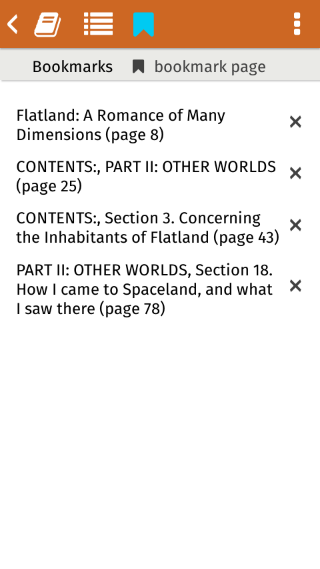 Bookmarks bookmark page
Flatland: A Romance of Many
Dimensions (page 8)
CONTENTS:, PART II: OTHER WORLDS
(page 25)
CONTENTS:, Section 3. Concerning
the Inhabitants of Flatland (page 43)
PART II: OTHER WORLDS, Section 18.
How I came to Spaceland, and what
I saw there (page 78)